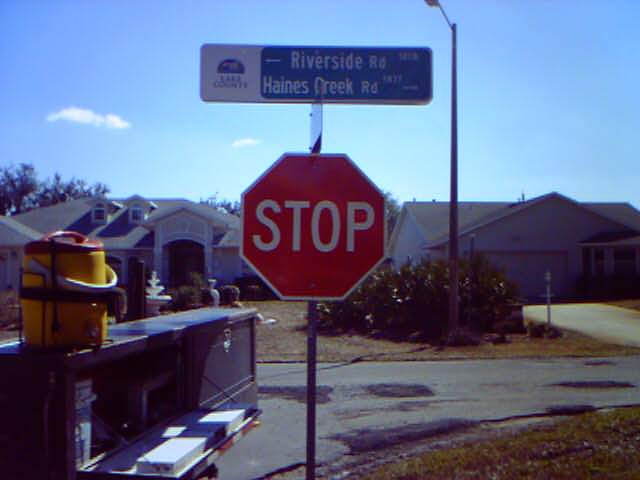 LAKE
COUNTY
Riverside Rd
Haines Creek Rd
STOP